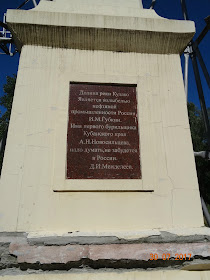 Долина реки Кудако
Является колыбелью
нефтяной
промышленности России.
И.М.Губкин.
Имя первого бурильщика
Кубанского края
А.Н.Новосильцева,
надо думать, не забудется
в России.
Д.И.Менделеев.